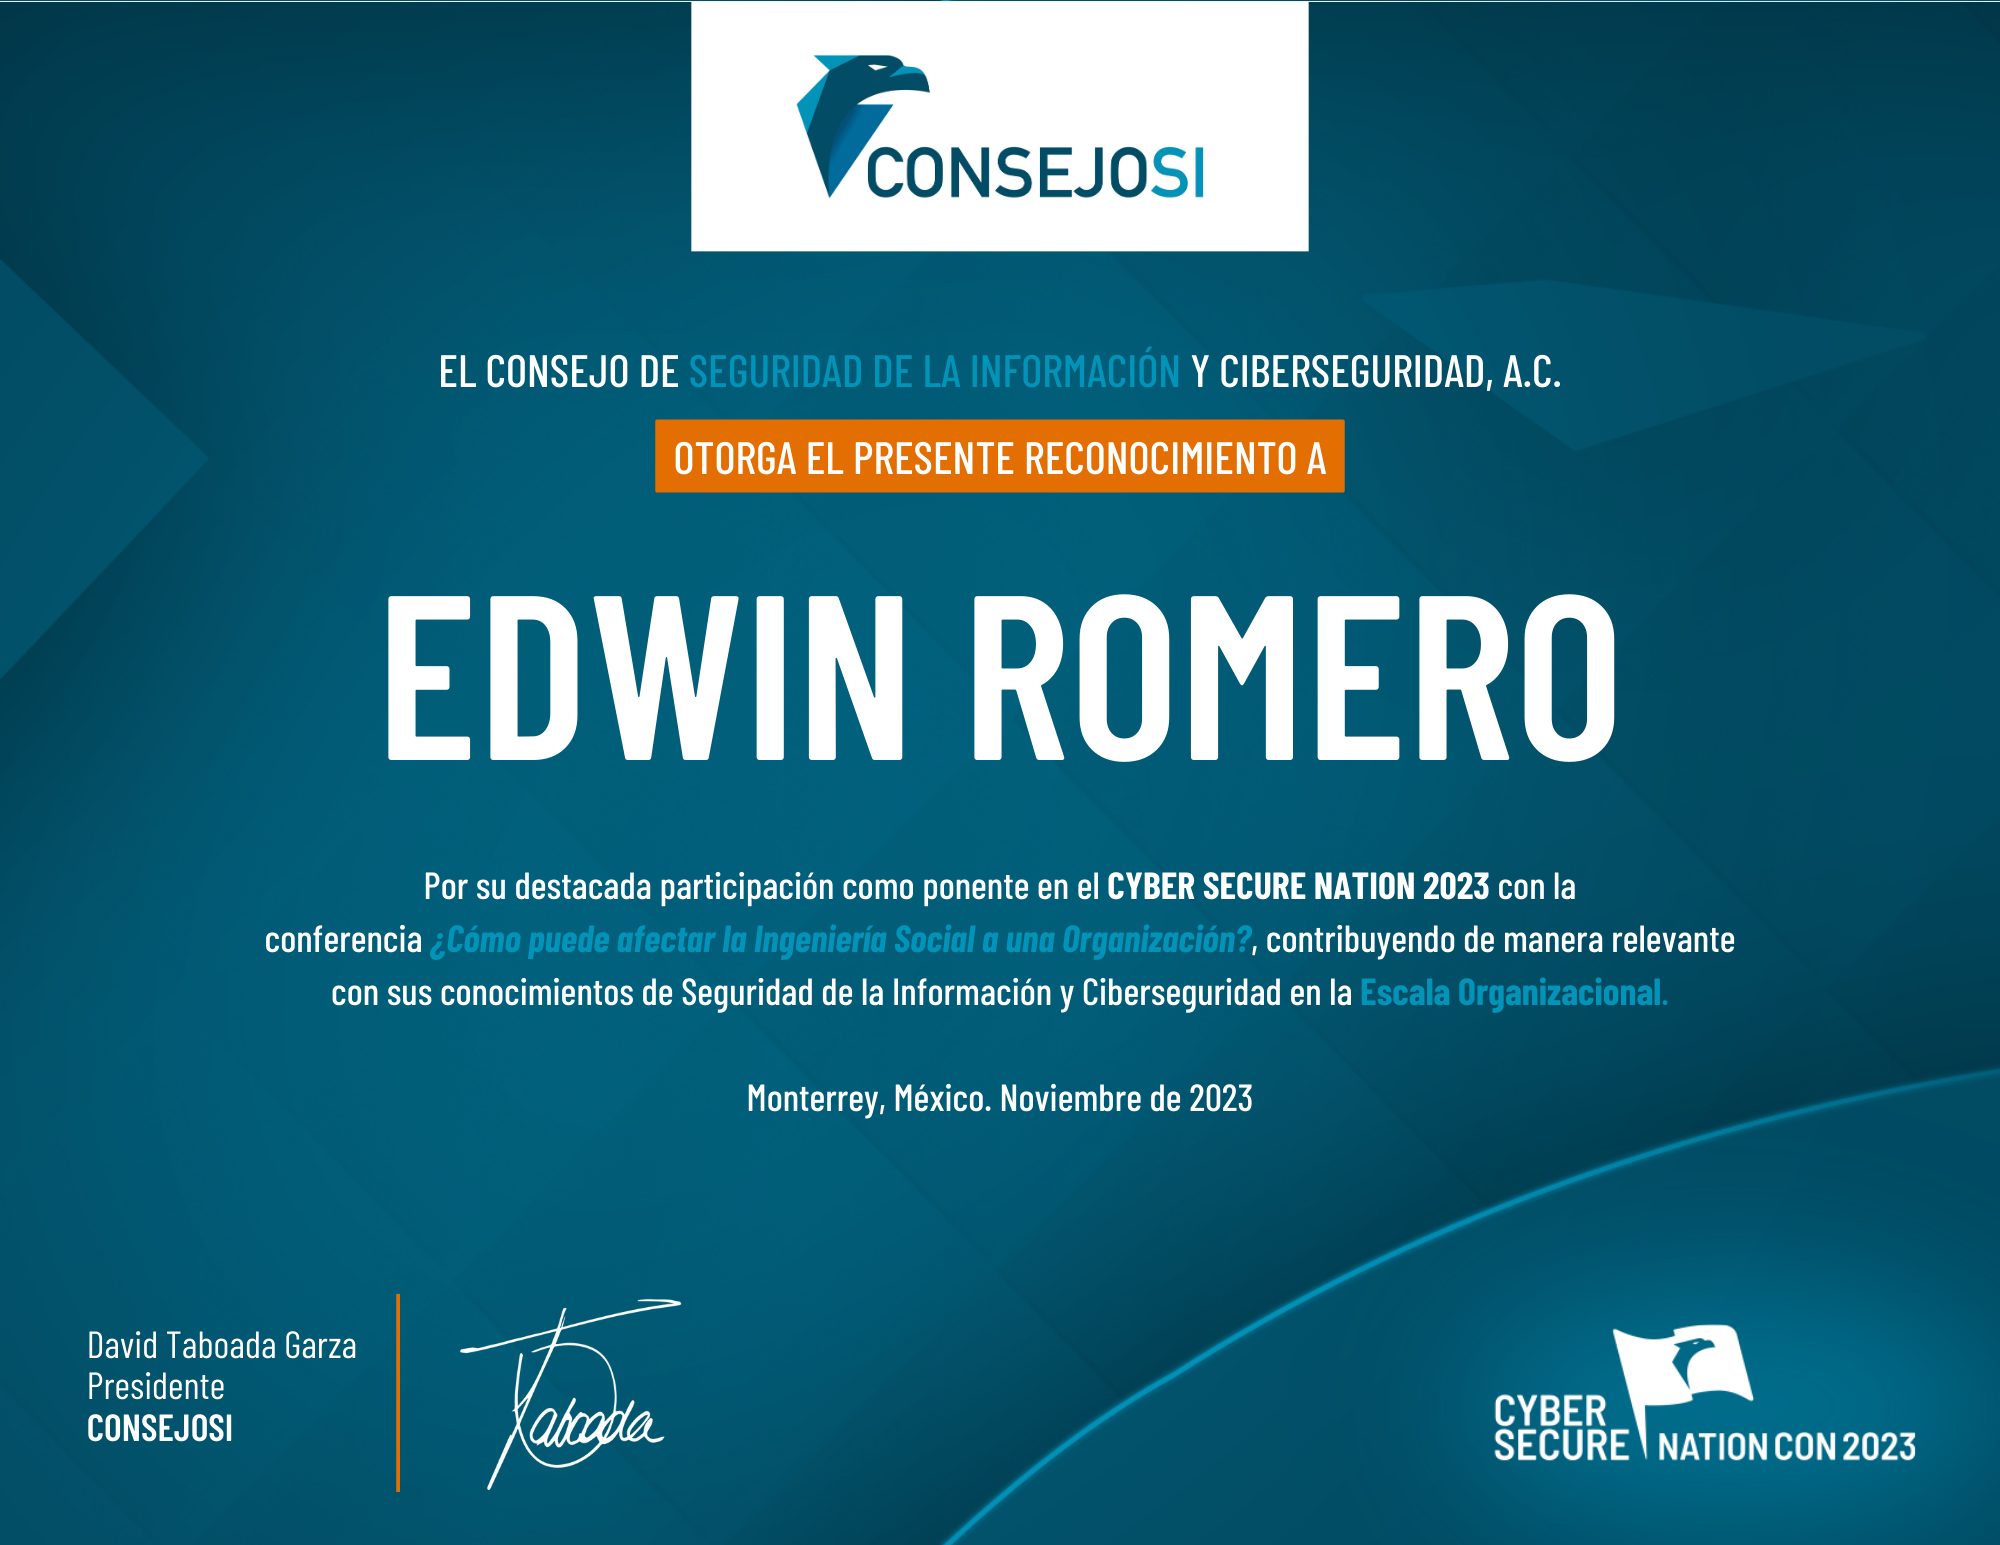 CONSEJOSI
EL CONSEJO DE SEGURIDAD DE LA INFORMACIÓN Y CIBERSEGURIDAD, A.C.
OTORGA EL PRESENTE RECONOCIMIENTO A
EDWIN ROMERO
Por su destacada participación como ponente en el CYBER SECURE NATION 2023 con la
conferencia ¿Cómo puede afectar la Ingeniería Social a una Organización?, contribuyendo de manera relevante
con sus conocimientos de Seguridad de la Información y Ciberseguridad en la Escala Organizacional.
Monterrey, México. Noviembre de 2023
David Taboada Garza
Presidente
CONSEJOSI
Taboada
CYBER
SECURE NATION CON 2023